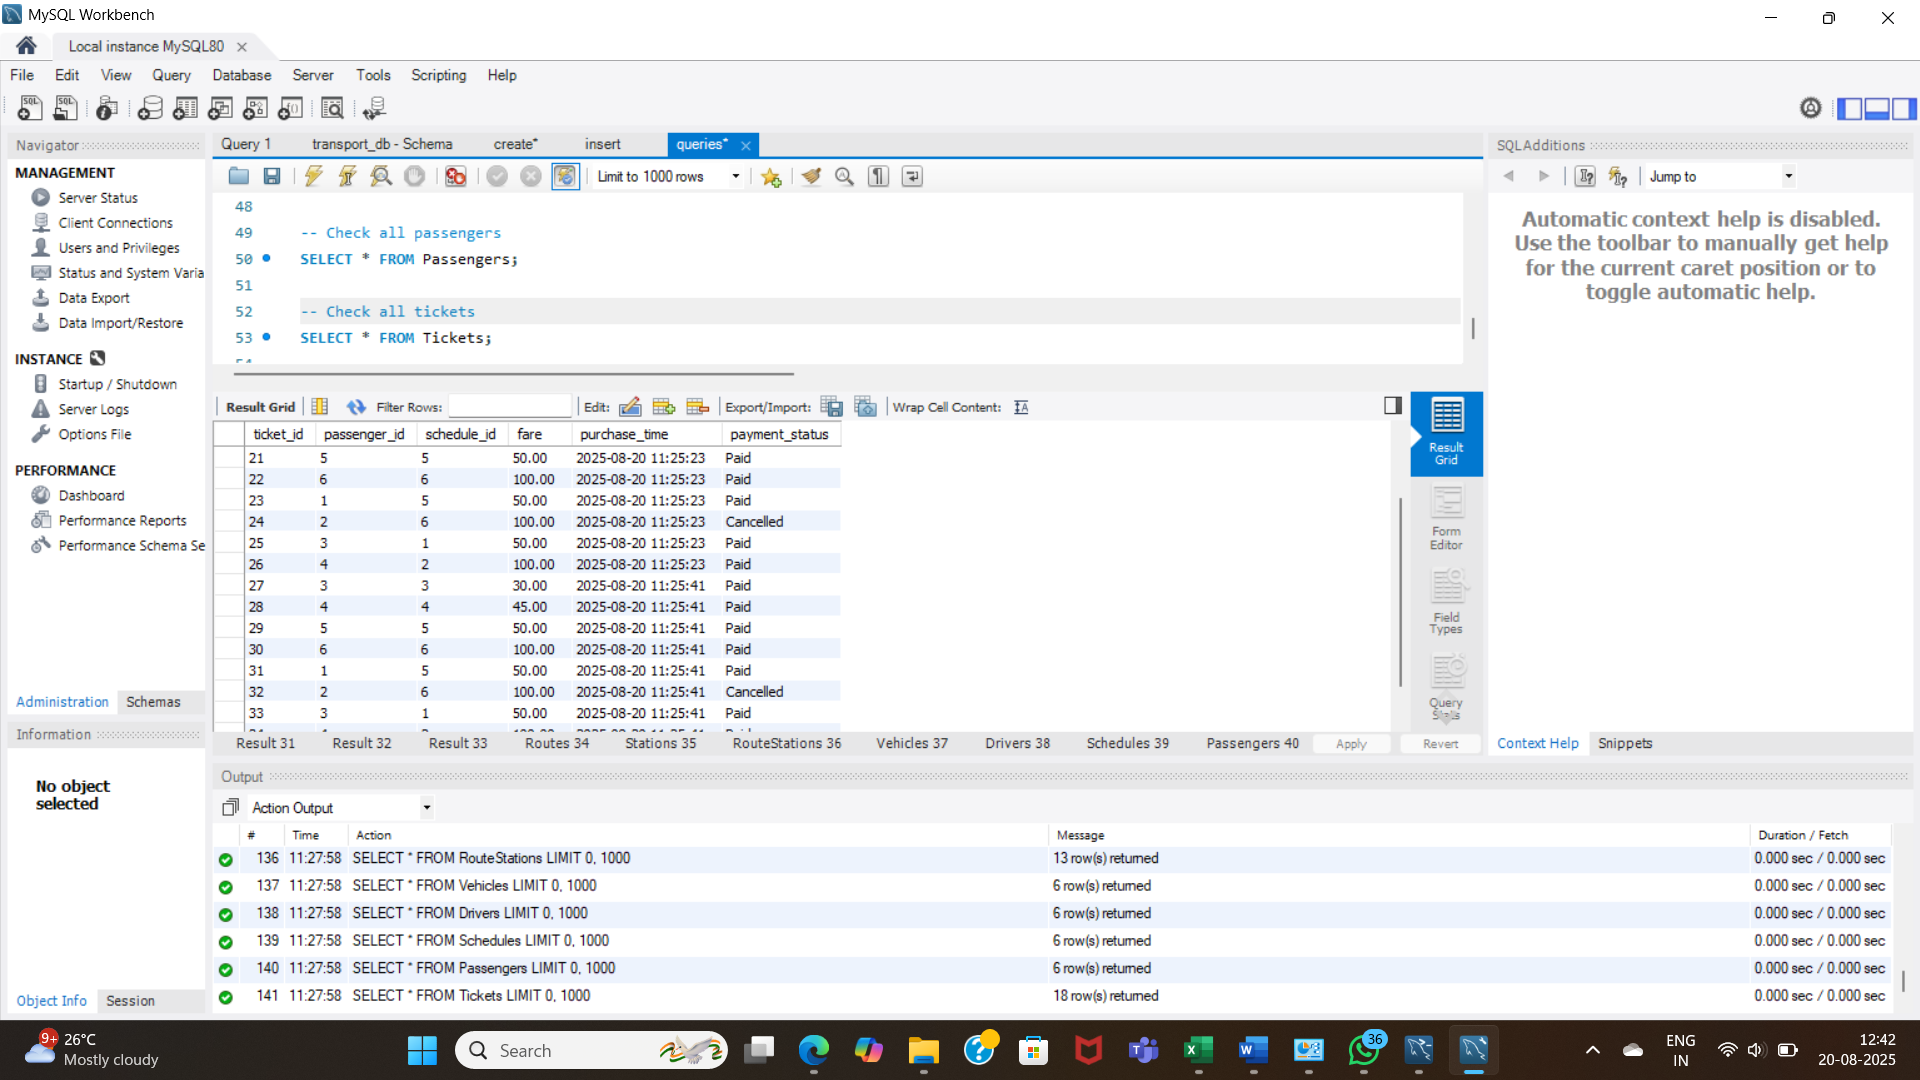 MySQL Workbench
Local instance MySQL80
File Edit View Query Database Server Tools Scripting Help
Navigator
MANAGEMENT
Server Status
Client Connections
Users and Privileges
Status and System Varia
Data Export
Data Import/Restore
INSTANCE
Startup / Shutdown
Server Logs
Options File
PERFORMANCE
Dashboard
Performance Reports
Performance Schema Se
Administration Schemas
Information
No object
selected
Object Info Session
Query 1 transport_db - Schema create* insert queries*
Limit to 1000 rows
48
49 -- Check all passengers
50 SELECT * FROM Passengers;
51
52 -- Check all tickets
53 SELECT * FROM Tickets;
54
Result Grid Filter Rows: Edit: Export/Import: Wrap Cell Content:
ticket_id passenger_id schedule_id fare purchase_time payment_status
21 5 5 50.00 2025-08-20 11:25:23 Paid
22 6 6 100.00 2025-08-20 11:25:23 Paid
23 1 5 50.00 2025-08-20 11:25:23 Paid
24 2 6 100.00 2025-08-20 11:25:23 Cancelled
25 3 1 50.00 2025-08-20 11:25:23 Paid
26 4 2 100.00 2025-08-20 11:25:23 Paid
27 3 3 30.00 2025-08-20 11:25:41 Paid
28 4 4 45.00 2025-08-20 11:25:41 Paid
29 5 5 50.00 2025-08-20 11:25:41 Paid
30 6 6 100.00 2025-08-20 11:25:41 Paid
31 1 5 50.00 2025-08-20 11:25:41 Paid
32 2 6 100.00 2025-08-20 11:25:41 Cancelled
33 3 1 50.00 2025-08-20 11:25:41 Paid
Result
Grid
Form
Editor
Field
Types
Query
Stats
Result 31 Result 32 Result 33 Routes 34 Stations 35 RouteStations 36 Vehicles 37 Drivers 38 Schedules 39 Passengers 40 Apply Revert
SQLAdditions
Jump to
Automatic context help is disabled.
Use the toolbar to manually get help
for the current caret position or to
toggle automatic help.
Context Help Snippets
Output
Action Output
# Time Action Message Duration / Fetch
136 11:27:58 SELECT * FROM RouteStations LIMIT 0, 1000 13 row(s) returned 0.000 sec / 0.000 sec
137 11:27:58 SELECT * FROM Vehicles LIMIT 0, 1000 6 row(s) returned 0.000 sec / 0.000 sec
138 11:27:58 SELECT * FROM Drivers LIMIT 0, 1000 6 row(s) returned 0.000 sec / 0.000 sec
139 11:27:58 SELECT * FROM Schedules LIMIT 0, 1000 6 row(s) returned 0.000 sec / 0.000 sec
140 11:27:58 SELECT * FROM Passengers LIMIT 0, 1000 6 row(s) returned 0.000 sec / 0.000 sec
141 11:27:58 SELECT * FROM Tickets LIMIT 0, 1000 18 row(s) returned 0.000 sec / 0.000 sec
9+ 26°C
Mostly cloudy
Search
36
ENG
IN
12:42
20-08-2025